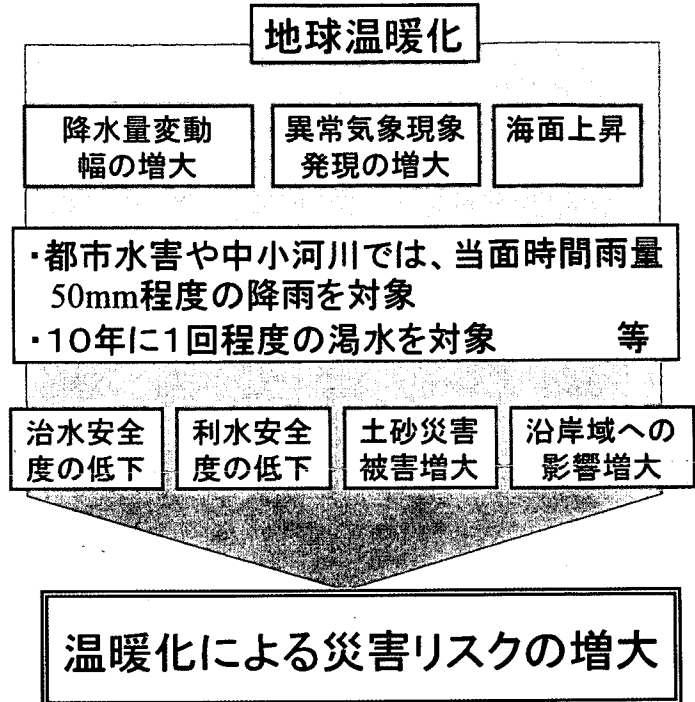 地球温暖化
降水量変動
幅の増大
異常気象現象
発現の増大
海面上昇
・都市水害や中小河川では、当面時間雨量
50mm程度の降雨を対象
・10年に1回程度の渇水を対象 等
治水安全
度の低下
利水安全
度の低下
土砂災害
被害増大
沿岸域への
影響増大
温暖化による災害リスクの増大